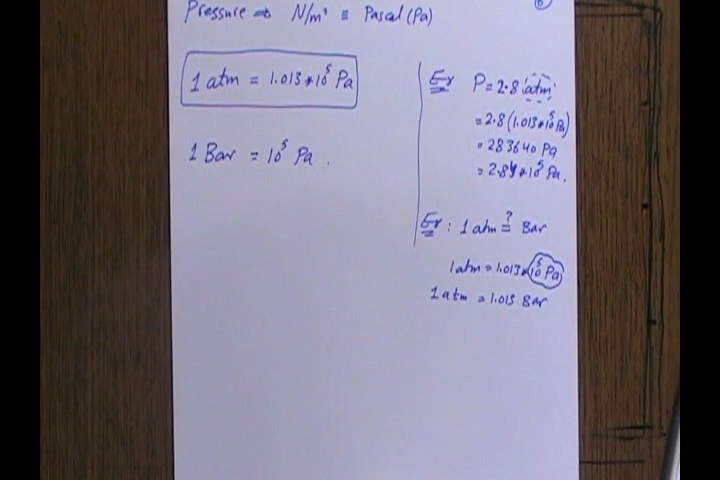 Pressure ⇒ N/m² ≡ Pascal (Pa)
6
1 atm = 1.013*10⁵ Pa
1 Bar = 10⁵ Pa .
Ex P = 2.8 atm
= 2.8 (1.013*10⁵ Pa)
= 283640 Pa
= 2.84*10⁵ Pa.
Ex : 1 atm ?= Bar
1 atm = 1.013*10⁵ Pa
1 atm = 1.013 Bar